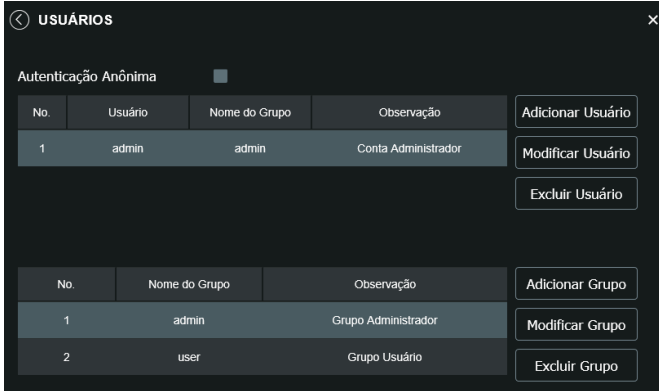 USUÁRIOS ×
Autenticação Anônima
No. Usuário Nome do Grupo Observação Adicionar Usuário
1 admin admin Conta Administrador Modificar Usuário
Excluir Usuário
No. Nome do Grupo Observação Adicionar Grupo
1 admin Grupo Administrador Modificar Grupo
2 user Grupo Usuário Excluir Grupo